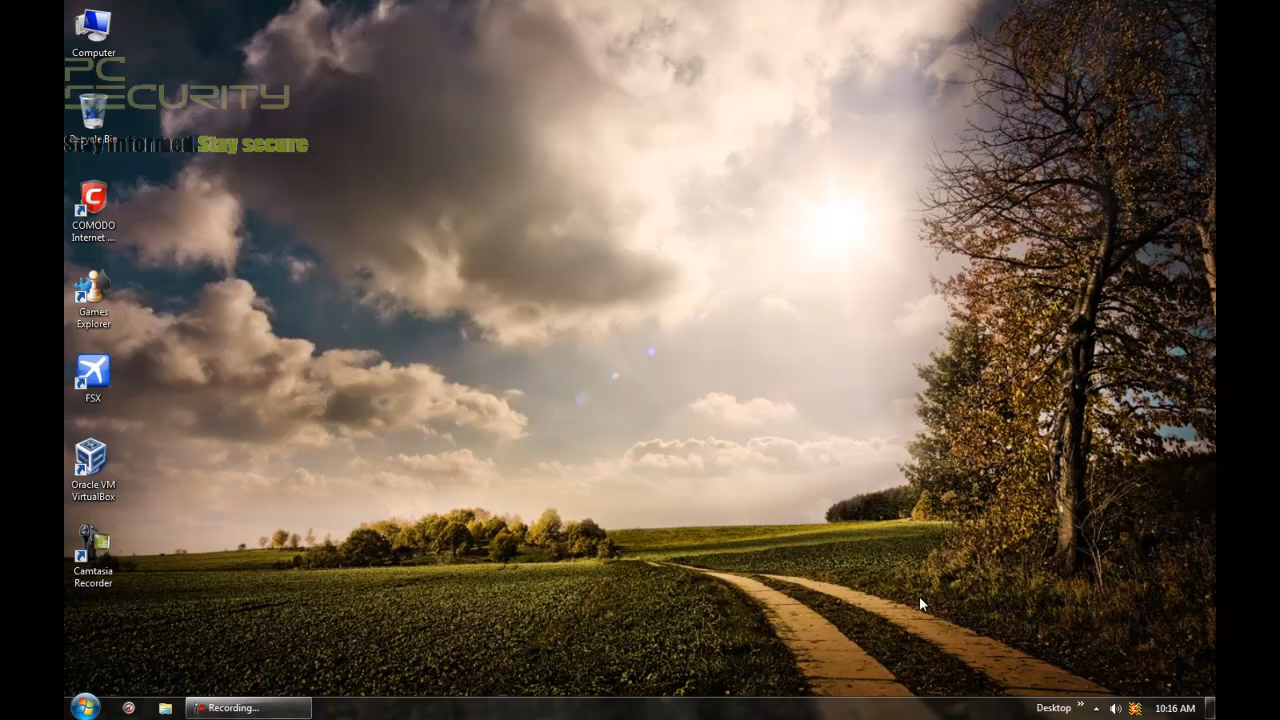 Computer
PC
SECURITY
Recycle Bin
Stay informed Stay secure
COMODO
Internet ...
Games
Explorer
FSX
Oracle VM
VirtualBox
Camtasia
Recorder
Recording...
Desktop
10:16 AM